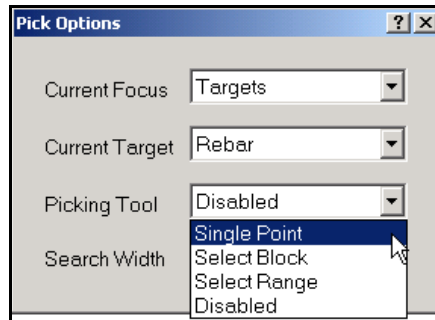 Pick Options
Current Focus Targets
Current Target Rebar
Picking Tool Disabled
Single Point
Search Width Select Block
Select Range
Disabled